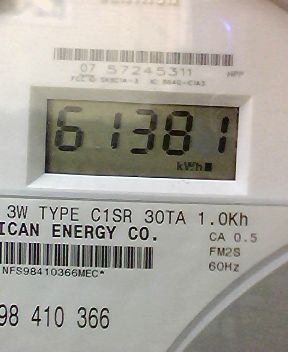 07 57245311
61381
kWh
3W TYPE C1SR 30TA 1.0Kh
ICAN ENERGY CO.
CA 0.5
FM2S
60Hz
NFS98410366MEC*
98 410 366